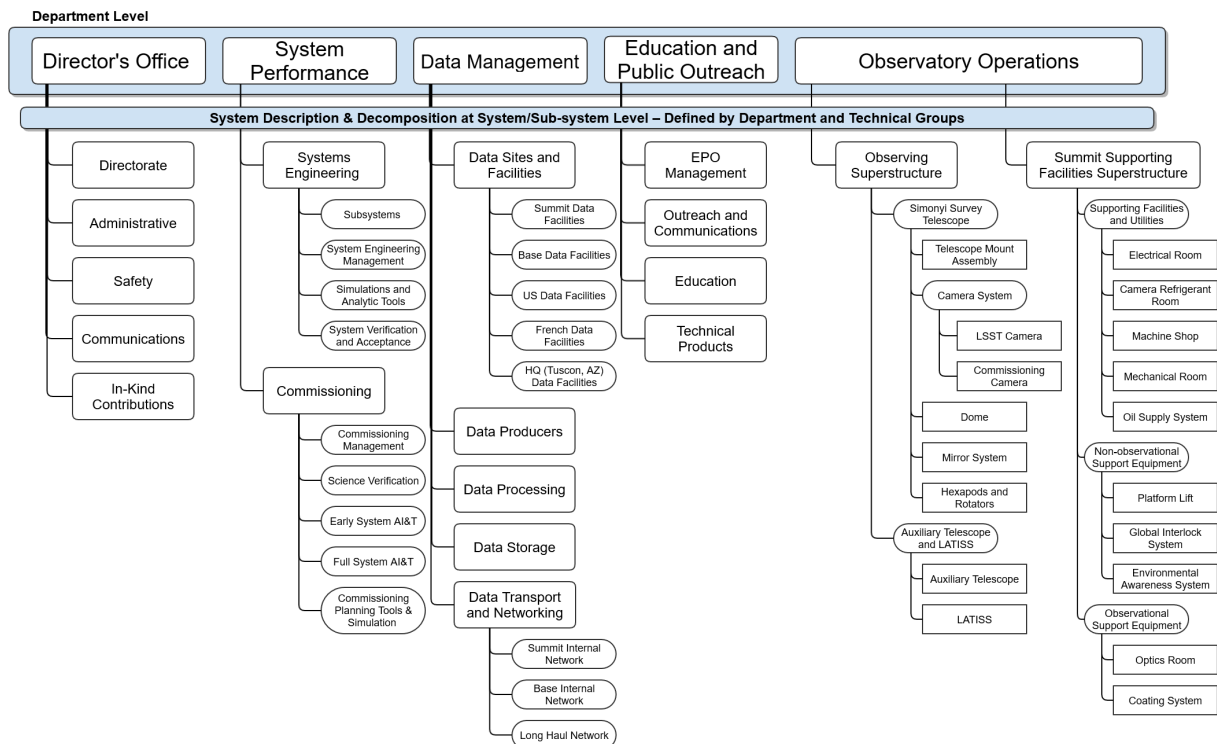 Department Level
Director's Office
System
Performance
Data Management
Education and
Public Outreach
Observatory Operations
System Description & Decomposition at System/Sub-system Level – Defined by Department and Technical Groups
Directorate
Administrative
Safety
Communications
In-Kind
Contributions
Systems
Engineering
Subsystems
System Engineering
Management
Simulations and
Analytic Tools
System Verification
and Acceptance
Commissioning
Commissioning
Management
Science Verification
Early System AI&T
Full System AI&T
Commissioning
Planning Tools &
Simulation
Data Sites and
Facilities
Summit Data
Facilities
Base Data Facilities
US Data Facilities
French Data
Facilities
HQ (Tuscon, AZ)
Data Facilities
Data Producers
Data Processing
Data Storage
Data Transport
and Networking
Summit Internal
Network
Base Internal
Network
Long Haul Network
EPO
Management
Outreach and
Communications
Education
Technical
Products
Observing
Superstructure
Simonyi Survey
Telescope
Telescope Mount
Assembly
Camera System
LSST Camera
Commissioning
Camera
Dome
Mirror System
Hexapods and
Rotators
Auxiliary Telescope
and LATISS
Auxiliary Telescope
LATISS
Summit Supporting
Facilities Superstructure
Supporting Facilities
and Utilities
Electrical Room
Camera Refrigerant
Room
Machine Shop
Mechanical Room
Oil Supply System
Non-observational
Support Equipment
Platform Lift
Global Interlock
System
Environmental
Awareness System
Observational
Support Equipment
Optics Room
Coating System